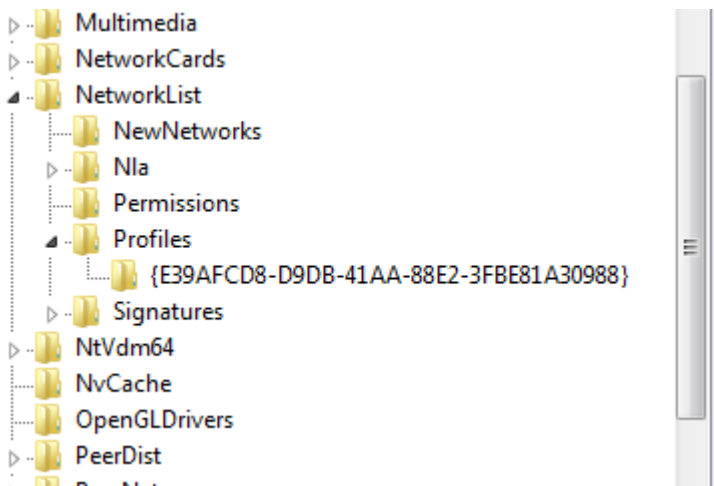 Multimedia
NetworkCards
NetworkList
NewNetworks
Nla
Permissions
Profiles
{E39AFCD8-D9DB-41AA-88E2-3FBE81A30988}
Signatures
NtVdm64
NvCache
OpenGLDrivers
PeerDist